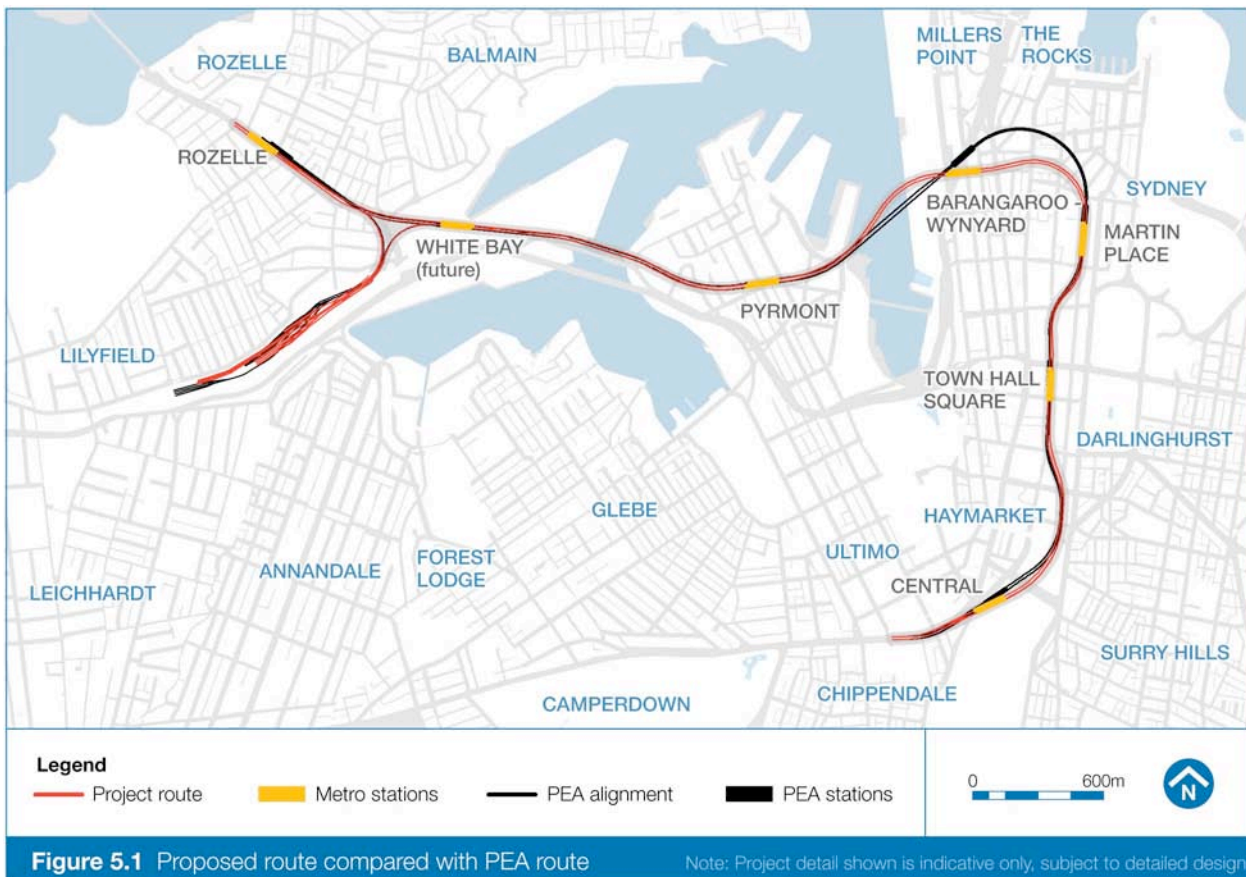 ROZELLE
BALMAIN
MILLERS
POINT
THE
ROCKS
ROZELLE
SYDNEY
BARANGAROO -
WYNYARD
MARTIN
PLACE
WHITE BAY
(future)
PYRMONT
LILYFIELD
TOWN HALL
SQUARE
DARLINGHURST
GLEBE
HAYMARKET
ULTIMO
FOREST
LODGE
ANNANDALE
LEICHHARDT
CENTRAL
SURRY HILLS
CHIPPENDALE
CAMPERDOWN
Legend
Project route
Metro stations
PEA alignment
PEA stations
0 600m
N
Figure 5.1 Proposed route compared with PEA route
Note: Project detail shown is indicative only, subject to detailed design